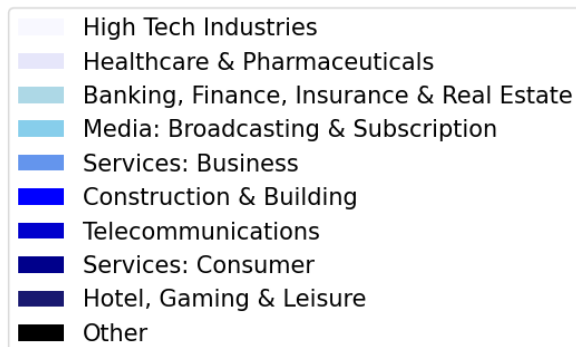 High Tech Industries
Healthcare & Pharmaceuticals
Banking, Finance, Insurance & Real Estate
Media: Broadcasting & Subscription
Services: Business
Construction & Building
Telecommunications
Services: Consumer
Hotel, Gaming & Leisure
Other